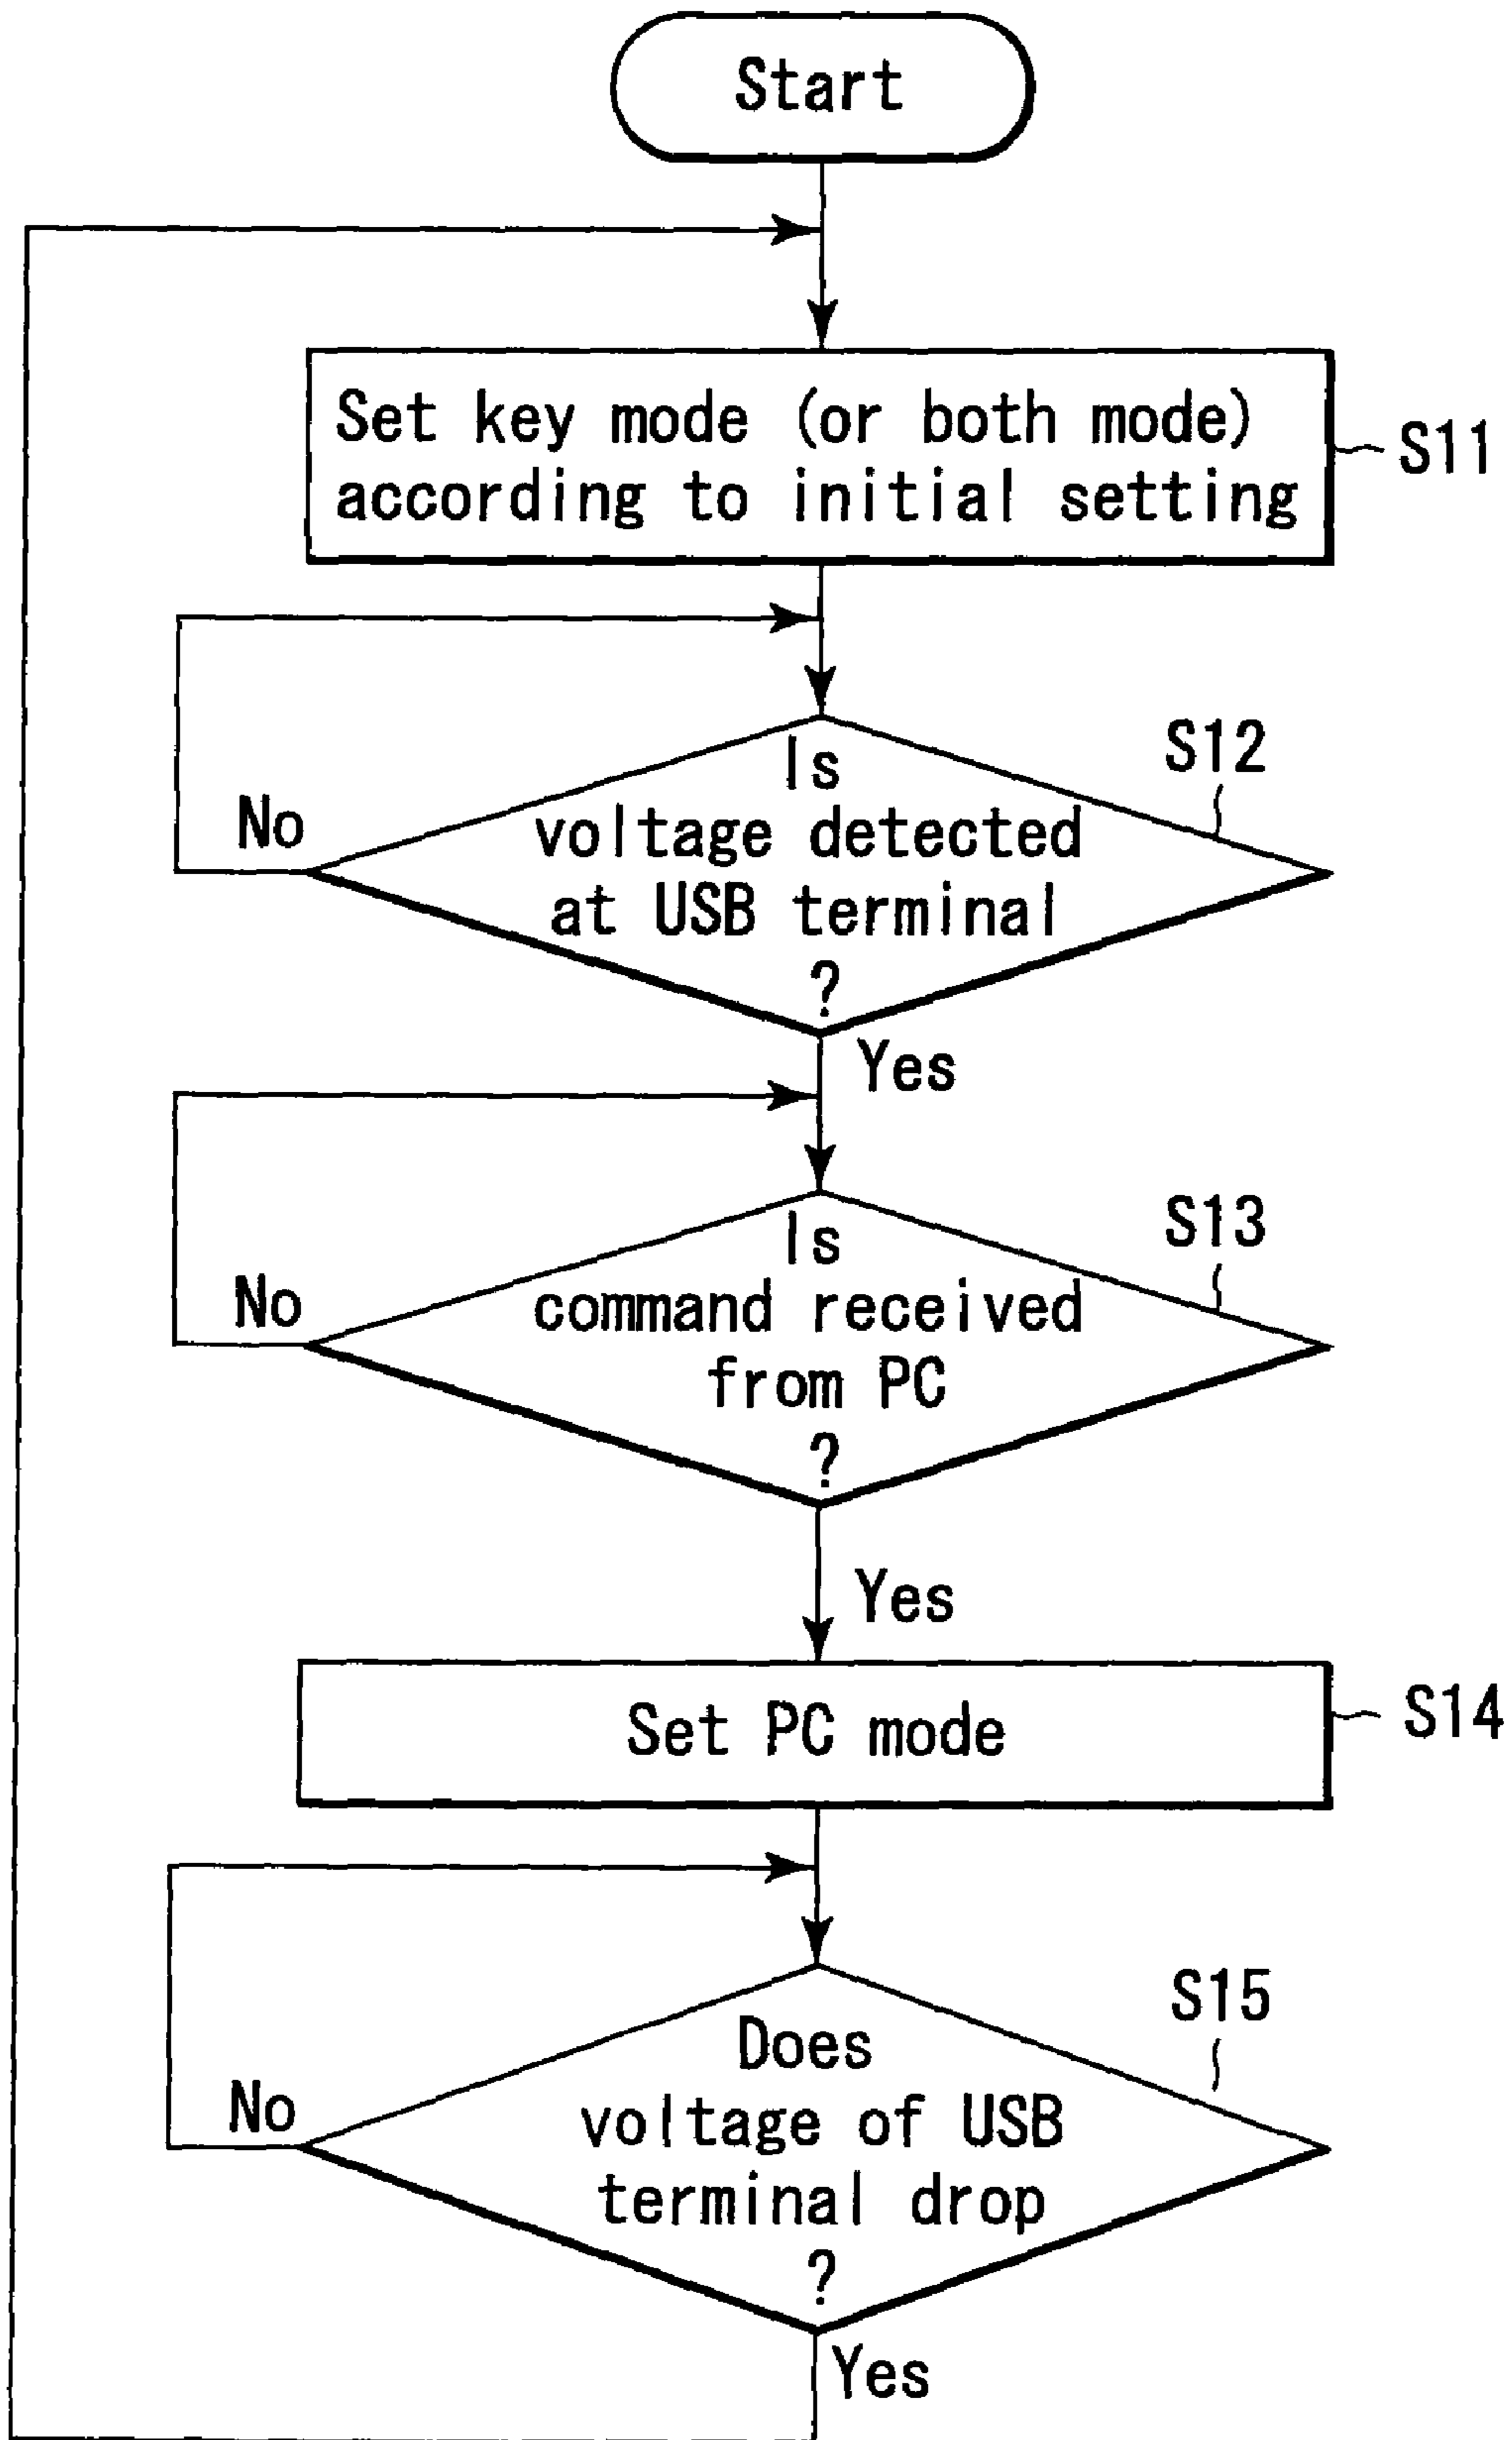 Start
Set key mode (or both mode)
according to initial setting
S11
S12
Is
voltage detected
at USB terminal
?
No
Yes
S13
Is
command received
from PC
?
No
Yes
Set PC mode
S14
S15
Does
voltage of USB
terminal drop
?
No
Yes